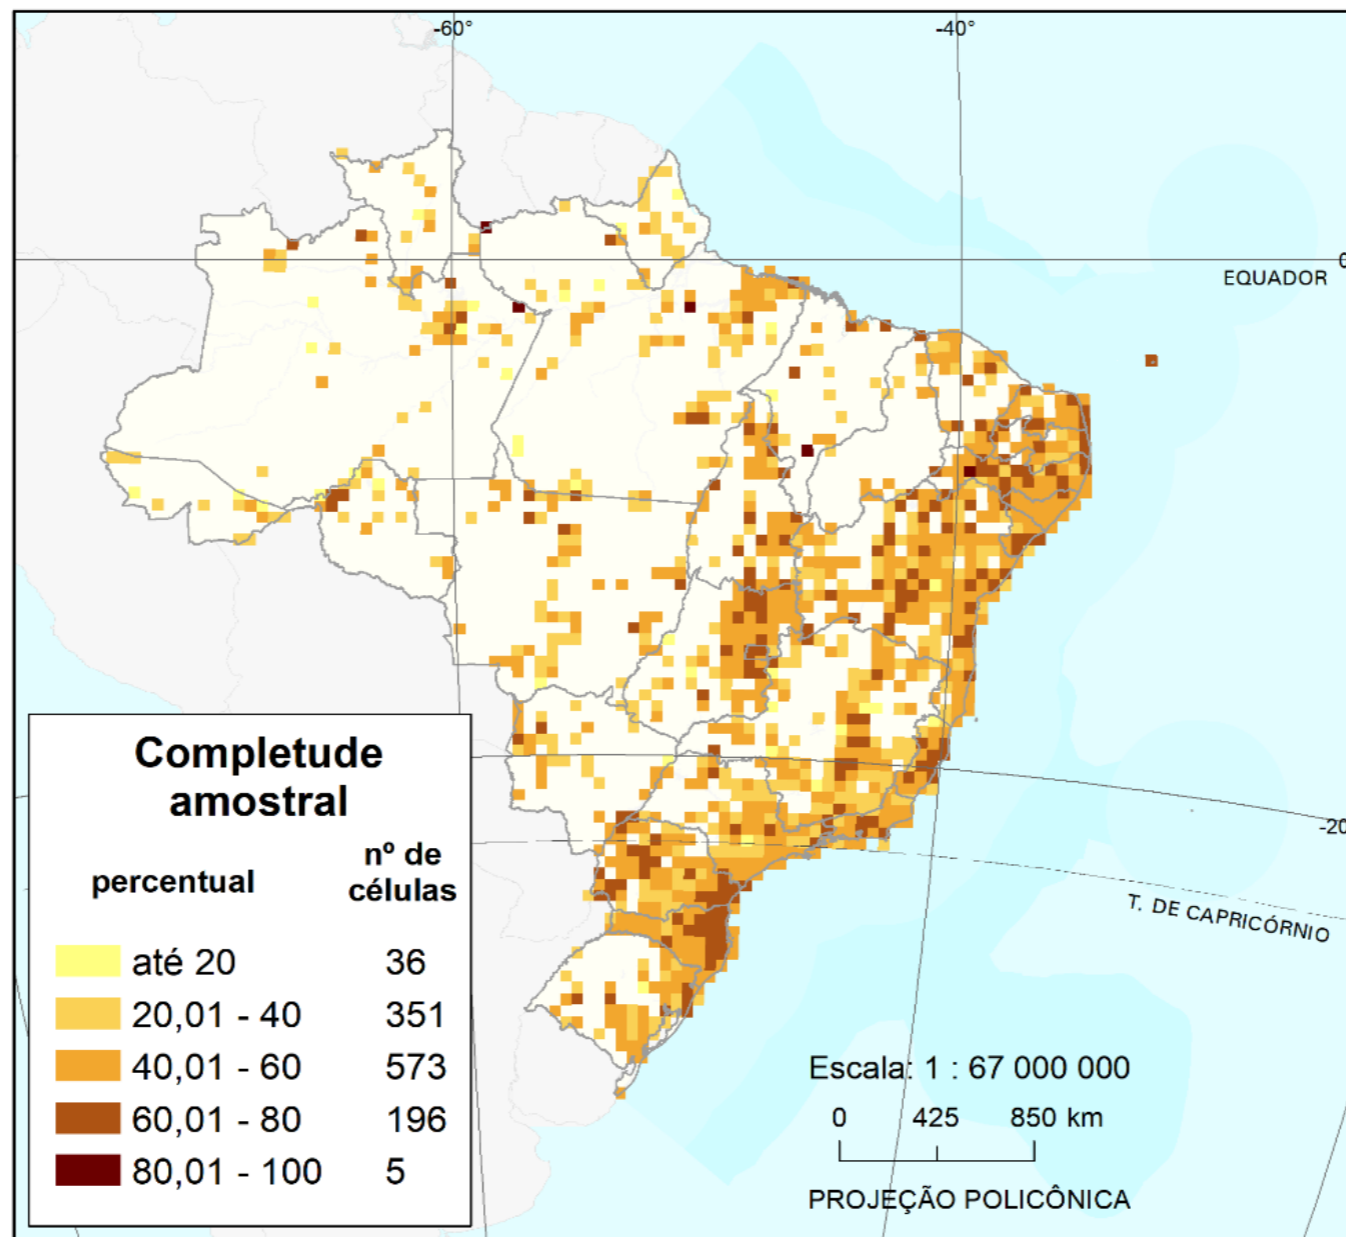 -60°
-40°
0
EQUADOR
Completude
amostral
percentual
nº de
células
até 20 36
20,01 - 40 351
40,01 - 60 573
60,01 - 80 196
80,01 - 100 5
-20
T. DE CAPRICÓRNIO
Escala: 1 : 67 000 000
0 425 850 km
PROJEÇÃO POLICÔNICA